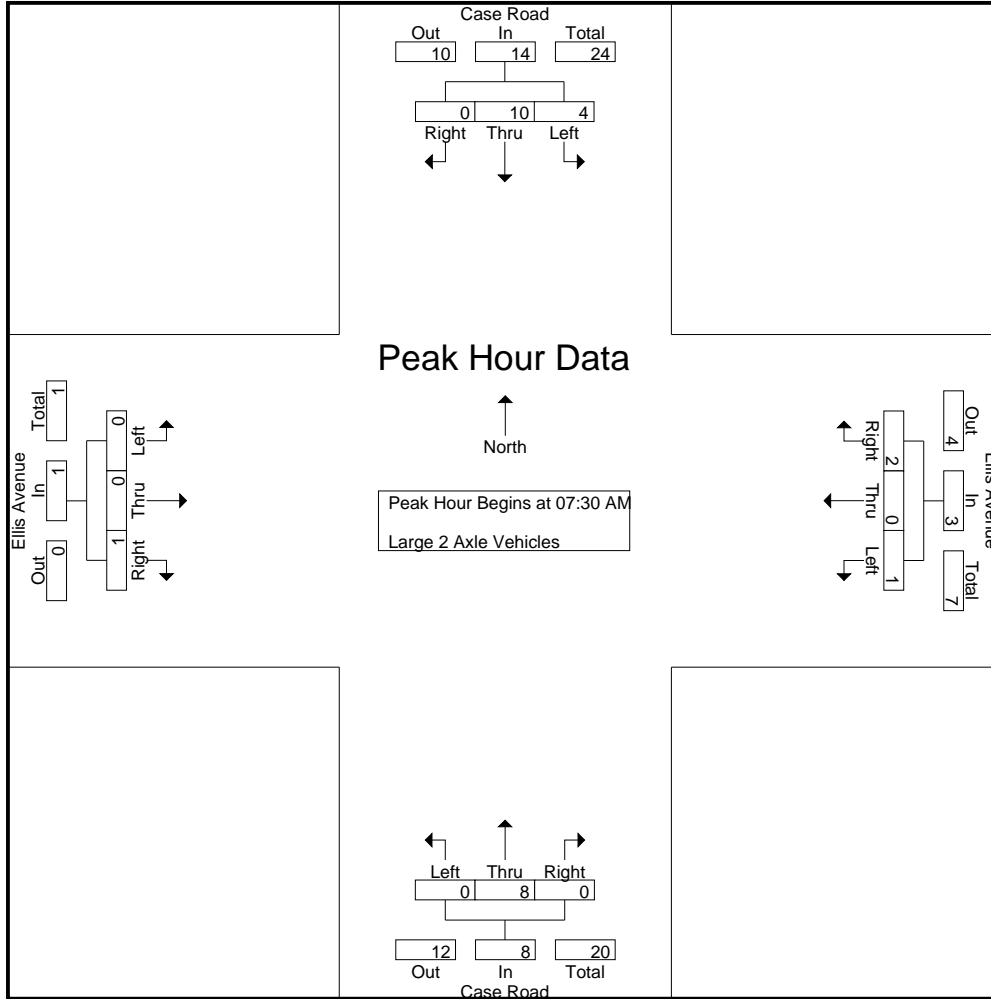 Case Road
Out In Total
10 14 24
0 10 4
Right Thru Left
Peak Hour Data
North
Peak Hour Begins at 07:30 AM
Large 2 Axle Vehicles
Ellis Avenue
Out In Total
0 1 1
Left Thru Right
0 0 1
Ellis Avenue
Out In Total
4 3 7
Right Thru Left
2 0 1
Left Thru Right
0 8 0
12 8 20
Out In Total
Case Road